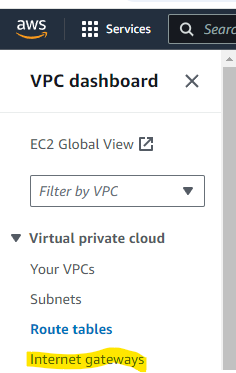 aws
Services
Searc
VPC dashboard
EC2 Global View
Filter by VPC
Virtual private cloud
Your VPCs
Subnets
Route tables
Internet gateways